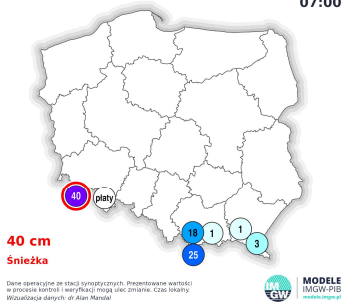 07:00
40
płaty
18
1
1
3
25
40 cm
Śnieżka
Dane operacyjne ze stacji synoptycznych. Prezentowane wartości
w procesie kontroli i weryfikacji mogą ulec zmianie. Czas lokalny.
Wizualizacja danych: dr Alan Mandal
IM
GW
MODELE
IMGW-PIB
modele.imgw.pl